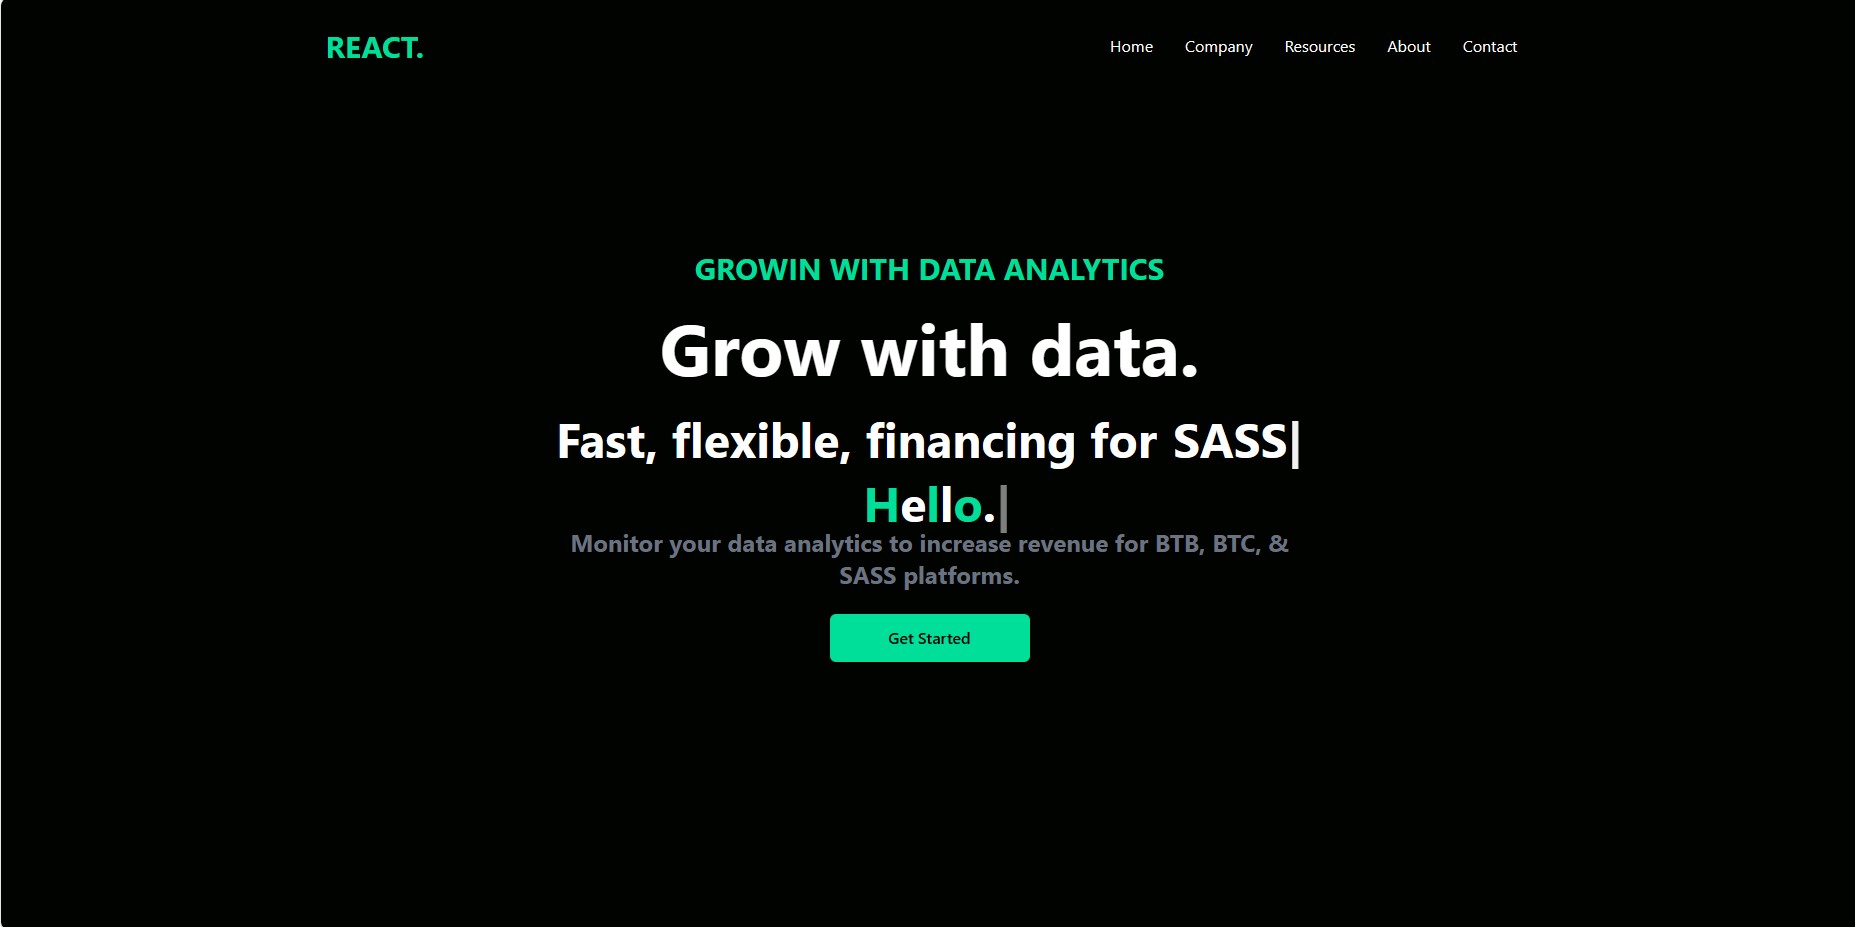 REACT.
Home Company Resources About Contact
GROWIN WITH DATA ANALYTICS
Grow with data.
Fast, flexible, financing for SASS|
Hello.|
Monitor your data analytics to increase revenue for BTB, BTC, &
SASS platforms.
Get Started